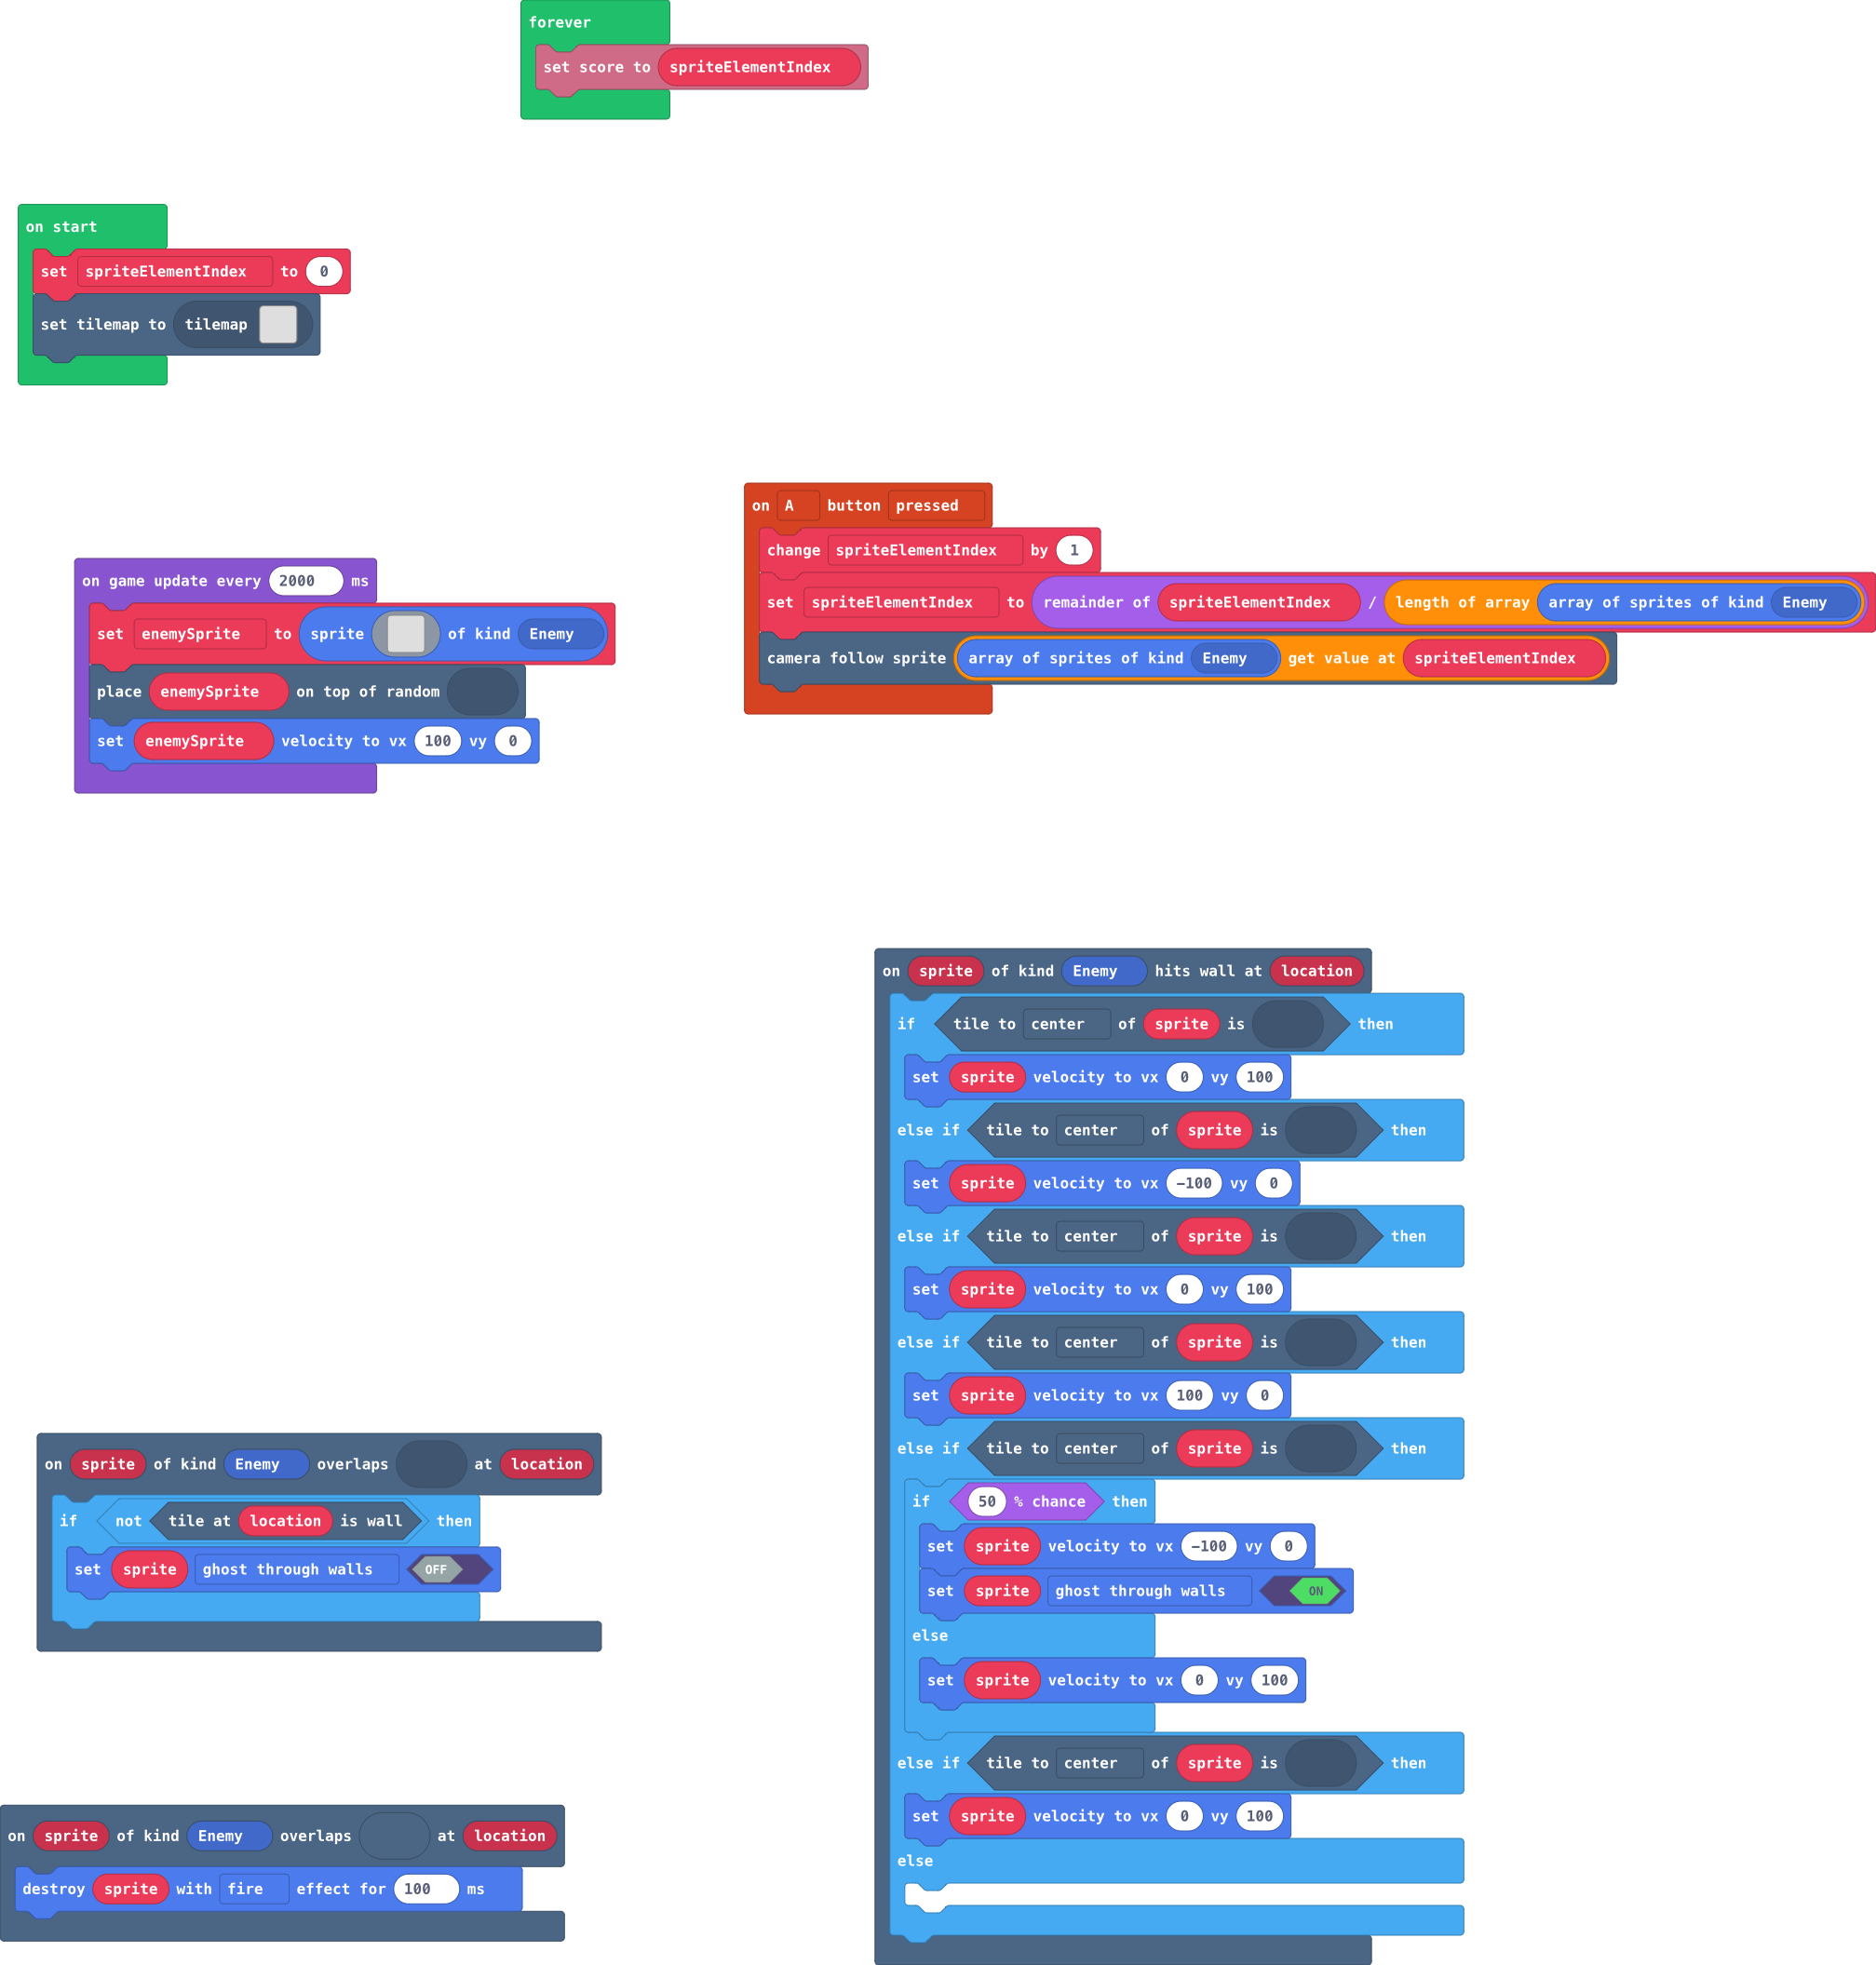 forever
set score to spriteElementIndex
on start
set spriteElementIndex to 0
set tilemap to tilemap
on A button pressed
change spriteElementIndex by 1
set spriteElementIndex to remainder of spriteElementIndex / length of array array of sprites of kind Enemy
camera follow sprite array of sprites of kind Enemy get value at spriteElementIndex
on game update every 2000 ms
set enemySprite to sprite of kind Enemy
place enemySprite on top of random
set enemySprite velocity to vx 100 vy 0
on sprite of kind Enemy hits wall at location
if tile to center of sprite is then
set sprite velocity to vx 0 vy 100
else if tile to center of sprite is then
set sprite velocity to vx −100 vy 0
else if tile to center of sprite is then
set sprite velocity to vx 0 vy 100
else if tile to center of sprite is then
set sprite velocity to vx 100 vy 0
else if tile to center of sprite is then
if 50 % chance then
set sprite velocity to vx −100 vy 0
set sprite ghost through walls ON
else
set sprite velocity to vx 0 vy 100
else if tile to center of sprite is then
set sprite velocity to vx 0 vy 100
else
on sprite of kind Enemy overlaps at location
if not tile at location is wall then
set sprite ghost through walls OFF
on sprite of kind Enemy overlaps at location
destroy sprite with fire effect for 100 ms